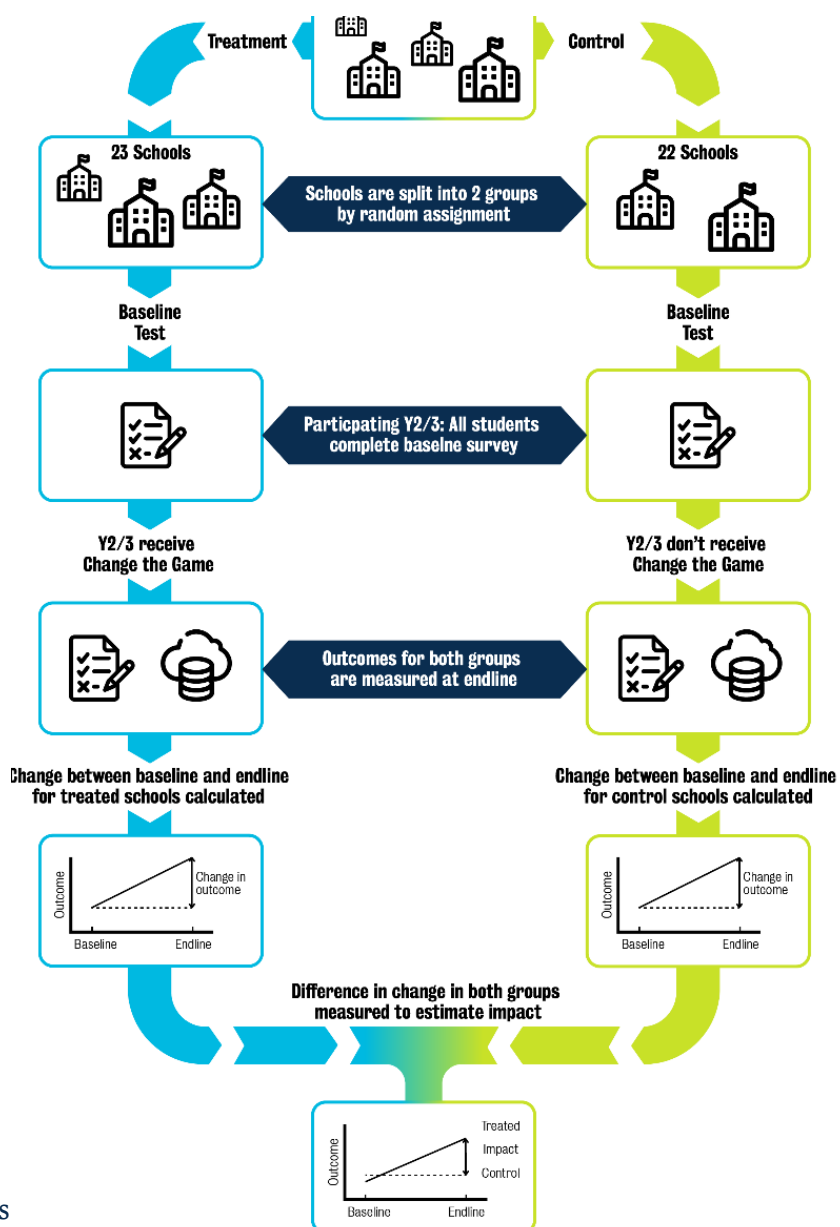 Treatment
Control
23 Schools
22 Schools
Schools are split into 2 groups
by random assignment
Baseline
Test
Baseline
Test
Particpating Y2/3: All students
complete baselne survey
Y2/3 receive
Change the Game
Y2/3 don't receive
Change the Game
Outcomes for both groups
are measured at endline
Change between baseline and endline
for treated schools calculated
Change between baseline and endline
for control schools calculated
Outcome
Change in
outcome
Baseline
Endline
Outcome
Change in
outcome
Baseline
Endline
Difference in change in both groups
measured to estimate impact
Outcome
Treated
Impact
Control
Baseline
Endline
s